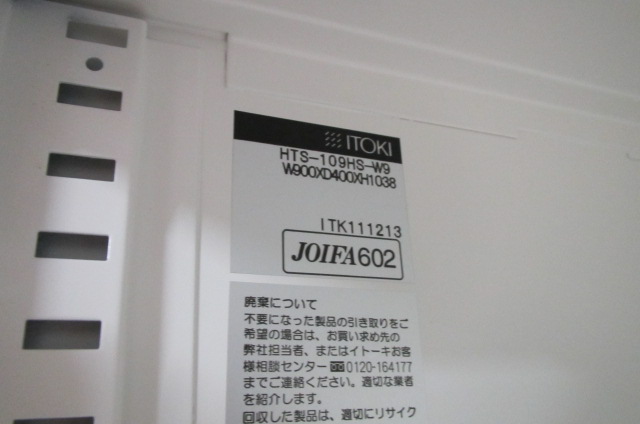 ITOKI
HTS-109HS-W9
W900XD400XH1038
ITK111213
JOIFA602
廃棄について
不要になった製品の引き取りをご
希望の場合は、お買い求め先の
弊社担当者、またはイトーキお客
様相談センター 0120-164177
までご連絡ください。適切な業者
を紹介します。
回収した製品は、適切にリサイク